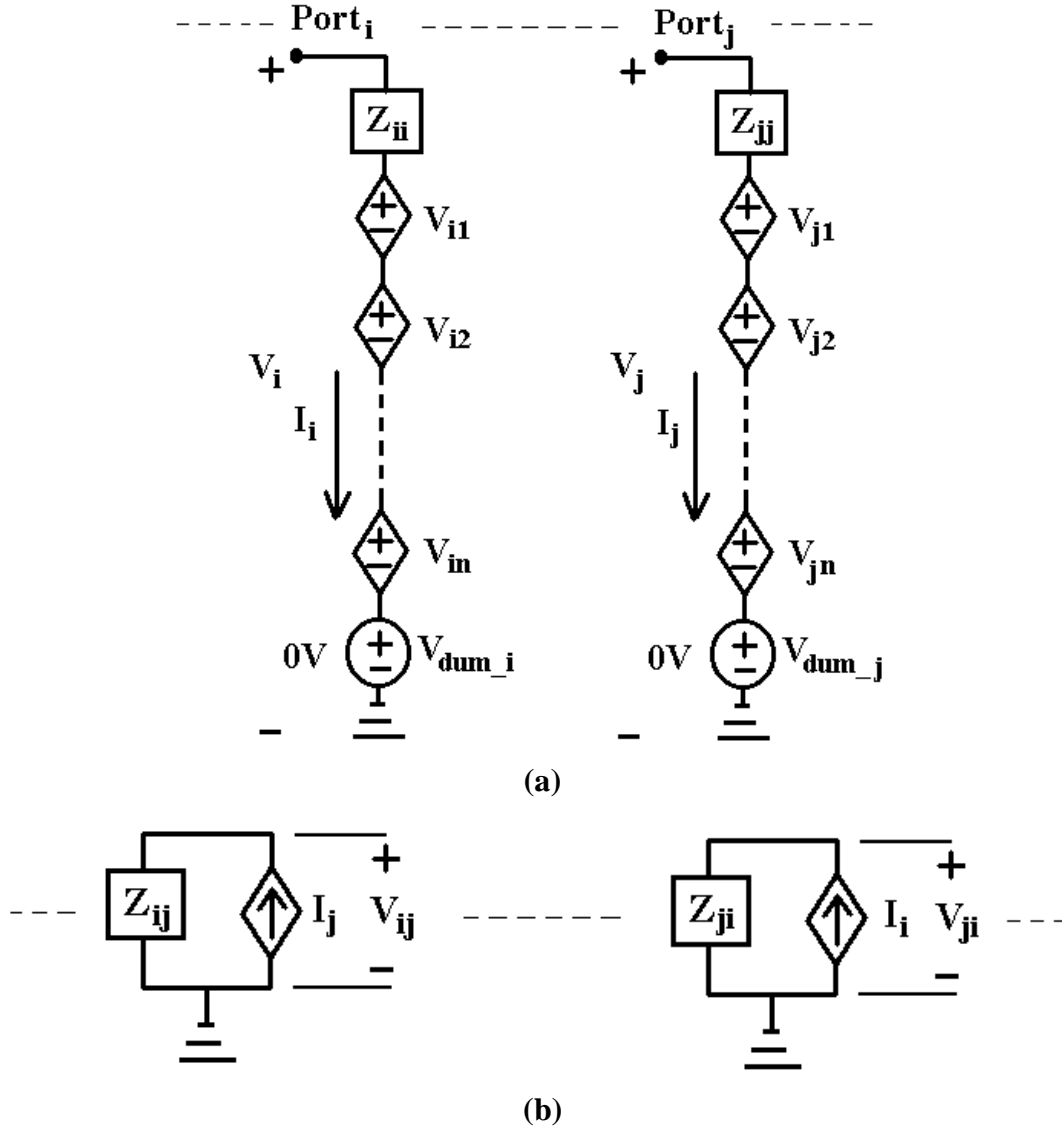 Port_i Port_j
+ +
Z_ii Z_jj
+ − V_i1 + − V_j1
+ − V_i2 + − V_j2
V_i V_j
I_i I_j
+ − V_in + − V_jn
0V + − V_dum_i 0V + − V_dum_j
− −
(a)
+ +
Z_ij I_j V_ij Z_ji I_i V_ji
− −
(b)